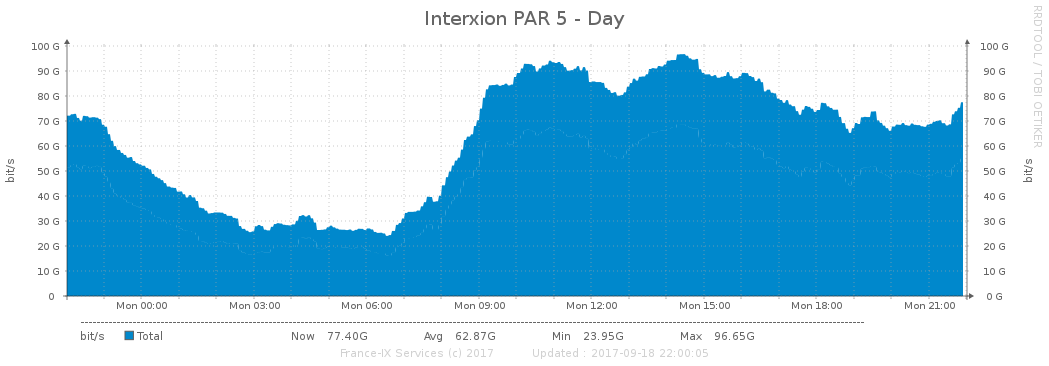 Interxion PAR 5 - Day
RRDTOOL / TOBI OETIKER
100 G 100 G
90 G 90 G
80 G 80 G
70 G 70 G
60 G 60 G
50 G 50 G
40 G 40 G
30 G 30 G
20 G 20 G
10 G 10 G
0 0 G
bit/s bit/s
Mon 00:00 Mon 03:00 Mon 06:00 Mon 09:00 Mon 12:00 Mon 15:00 Mon 18:00 Mon 21:00
bit/s Total Now 77.40G Avg 62.87G Min 23.95G Max 96.65G
France-IX Services (c) 2017 Updated : 2017-09-18 22:00:05